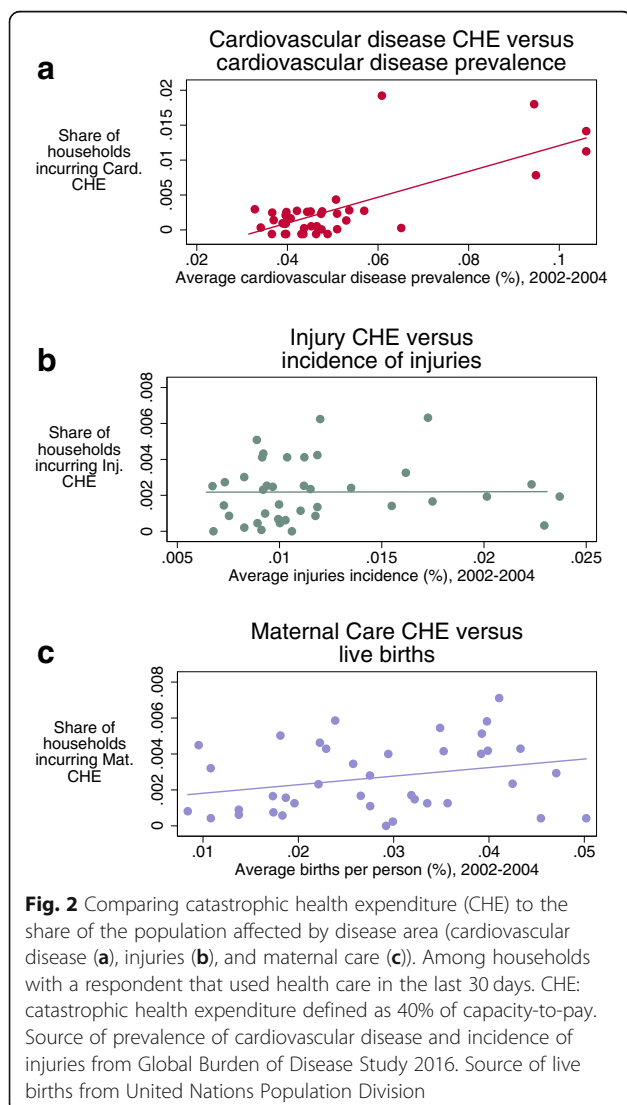 a
Cardiovascular disease CHE versus
cardiovascular disease prevalence
Share of
households
incurring Card.
CHE
.02
.015
.01
.005
0
.02 .04 .06 .08 .1
Average cardiovascular disease prevalence (%), 2002-2004
b
Injury CHE versus
incidence of injuries
Share of
households
incurring Inj.
CHE
.008
.006
.004
.002
0
.005 .010 .015 .020 .025
Average injuries incidence (%), 2002-2004
c
Maternal Care CHE versus
live births
Share of
households
incurring Mat.
CHE
.008
.006
.004
.002
0
.01 .02 .03 .04 .05
Average births per person (%), 2002-2004
Fig. 2 Comparing catastrophic health expenditure (CHE) to the
share of the population affected by disease area (cardiovascular
disease (a), injuries (b), and maternal care (c)). Among households
with a respondent that used health care in the last 30 days. CHE:
catastrophic health expenditure defined as 40% of capacity-to-pay.
Source of prevalence of cardiovascular disease and incidence of
injuries from Global Burden of Disease Study 2016. Source of live
births from United Nations Population Division